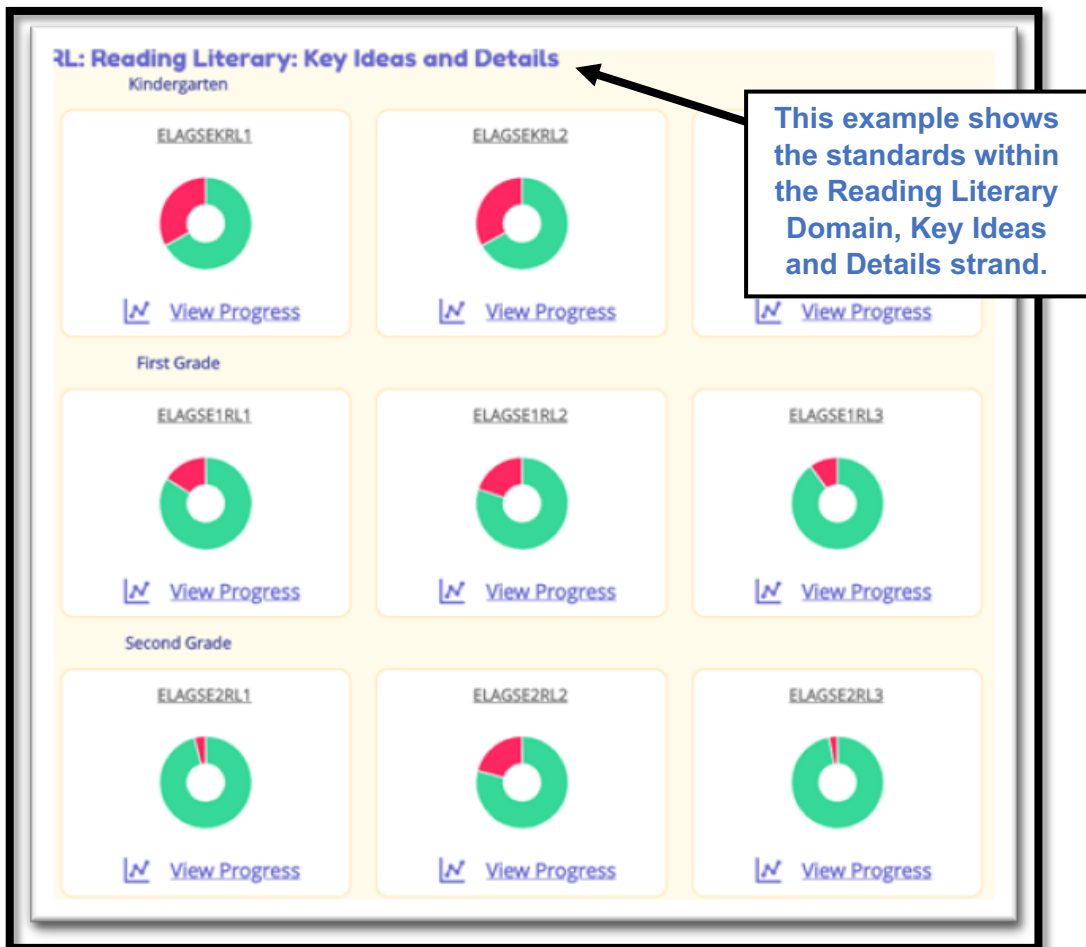 RL: Reading Literary: Key Ideas and Details
Kindergarten
This example shows
the standards within
the Reading Literary
Domain, Key Ideas
and Details strand.
ELAGSEKRL1
ELAGSEKRL2
View Progress
View Progress
View Progress
First Grade
ELAGSE1RL1
ELAGSE1RL2
ELAGSE1RL3
View Progress
View Progress
View Progress
Second Grade
ELAGSE2RL1
ELAGSE2RL2
ELAGSE2RL3
View Progress
View Progress
View Progress